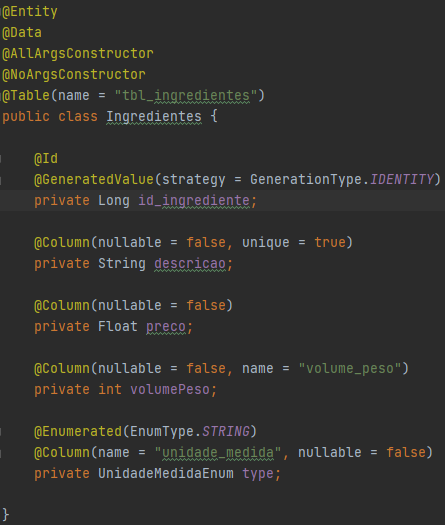 @Entity
@Data
@AllArgsConstructor
@NoArgsConstructor
@Table(name = "tbl_ingredientes")
public class Ingredientes {
@Id
@GeneratedValue(strategy = GenerationType.IDENTITY)
private Long id_ingrediente;
@Column(nullable = false, unique = true)
private String descricao;
@Column(nullable = false)
private Float preco;
@Column(nullable = false, name = "volume_peso")
private int volumePeso;
@Enumerated(EnumType.STRING)
@Column(name = "unidade_medida", nullable = false)
private UnidadeMedidaEnum type;
}